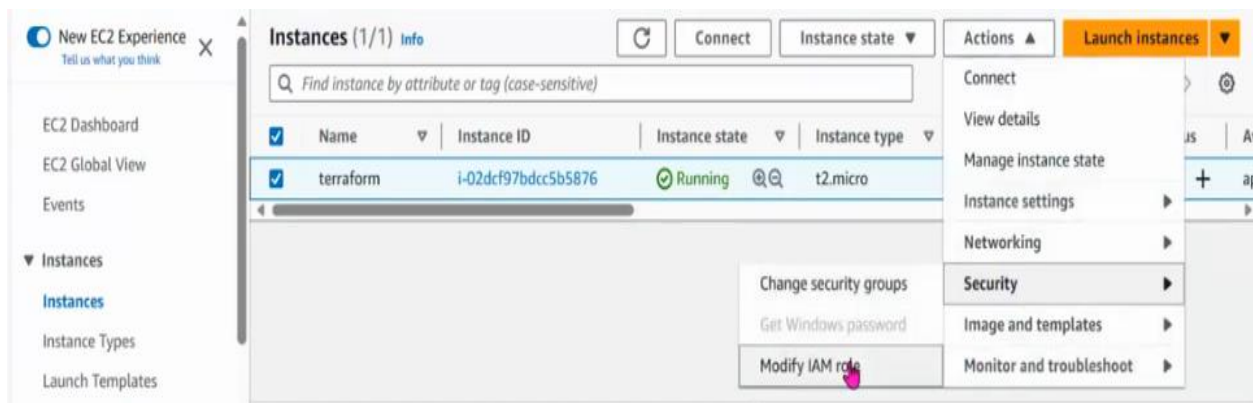 New EC2 Experience
Tell us what you think
EC2 Dashboard
EC2 Global View
Events
Instances
Instances
Instance Types
Launch Templates
Instances (1/1) Info
Connect
Instance state
Actions
Launch instances
Find instance by attribute or tag (case-sensitive)
Name
Instance ID
Instance state
Instance type
us
terraform
i-02dcf97bdcc5b5876
Running
t2.micro
ap
Connect
View details
Manage instance state
Instance settings
Networking
Security
Image and templates
Monitor and troubleshoot
Change security groups
Get Windows password
Modify IAM role